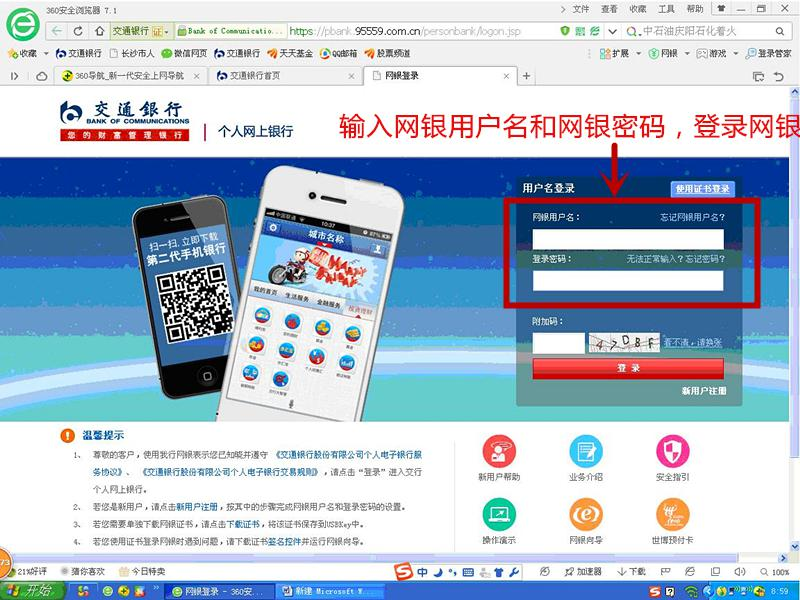 360安全浏览器 7.1
文件 查看 收藏 工具 帮助
交通银行 证
Bank of Communicatio...
https://pbank.95559.com.cn/personbank/logon.jsp
中石油庆阳石化着火
收藏 交通银行 长沙市人 微信网页 交通银行 天天基金 QQ邮箱 股票频道
扩展 网银 游戏 登录管家
360导航_新一代安全上网导航
交通银行首页
网银登录
交通銀行
BANK OF COMMUNICATIONS
您的财富管理银行
个人网上银行
输入网银用户名和网银密码，登录网银
用户名登录
使用证书登录
网银用户名：
忘记网银用户名？
登录密码：
无法正常输入？忘记密码？
附加码：
看不清，请换张
登 录
新用户注册
扫一扫，立即下载
第二代手机银行
中国联通
10:37
87%
城市名称
我的首页 生活服务 金融服务 投资理财
温馨提示
1、 尊敬的客户，使用我行网银表示您已知晓并遵守 《交通银行股份有限公司个人电子银行服
务协议》、《交通银行股份有限公司个人电子银行交易规则》，请点击“登录”进入交行
个人网上银行。
2、 若您是新用户，请点击新用户注册，按其中的步骤完成网银用户名和登录密码的设置。
3、 若您需要单独下载网银证书，请点击下载证书，将该证书保存到USBKey中。
4、 若您使用证书登录网银时遇到问题，请下载证书签名控件并运行网银向导。
新用户帮助
业务介绍
安全指引
操作演示
网银向导
世博预付卡
73
21%好评 猜你喜欢 今日特卖
中
加速器 下载
100%
开始
网银登录 - 360安...
新建 Microsoft W...
8:59